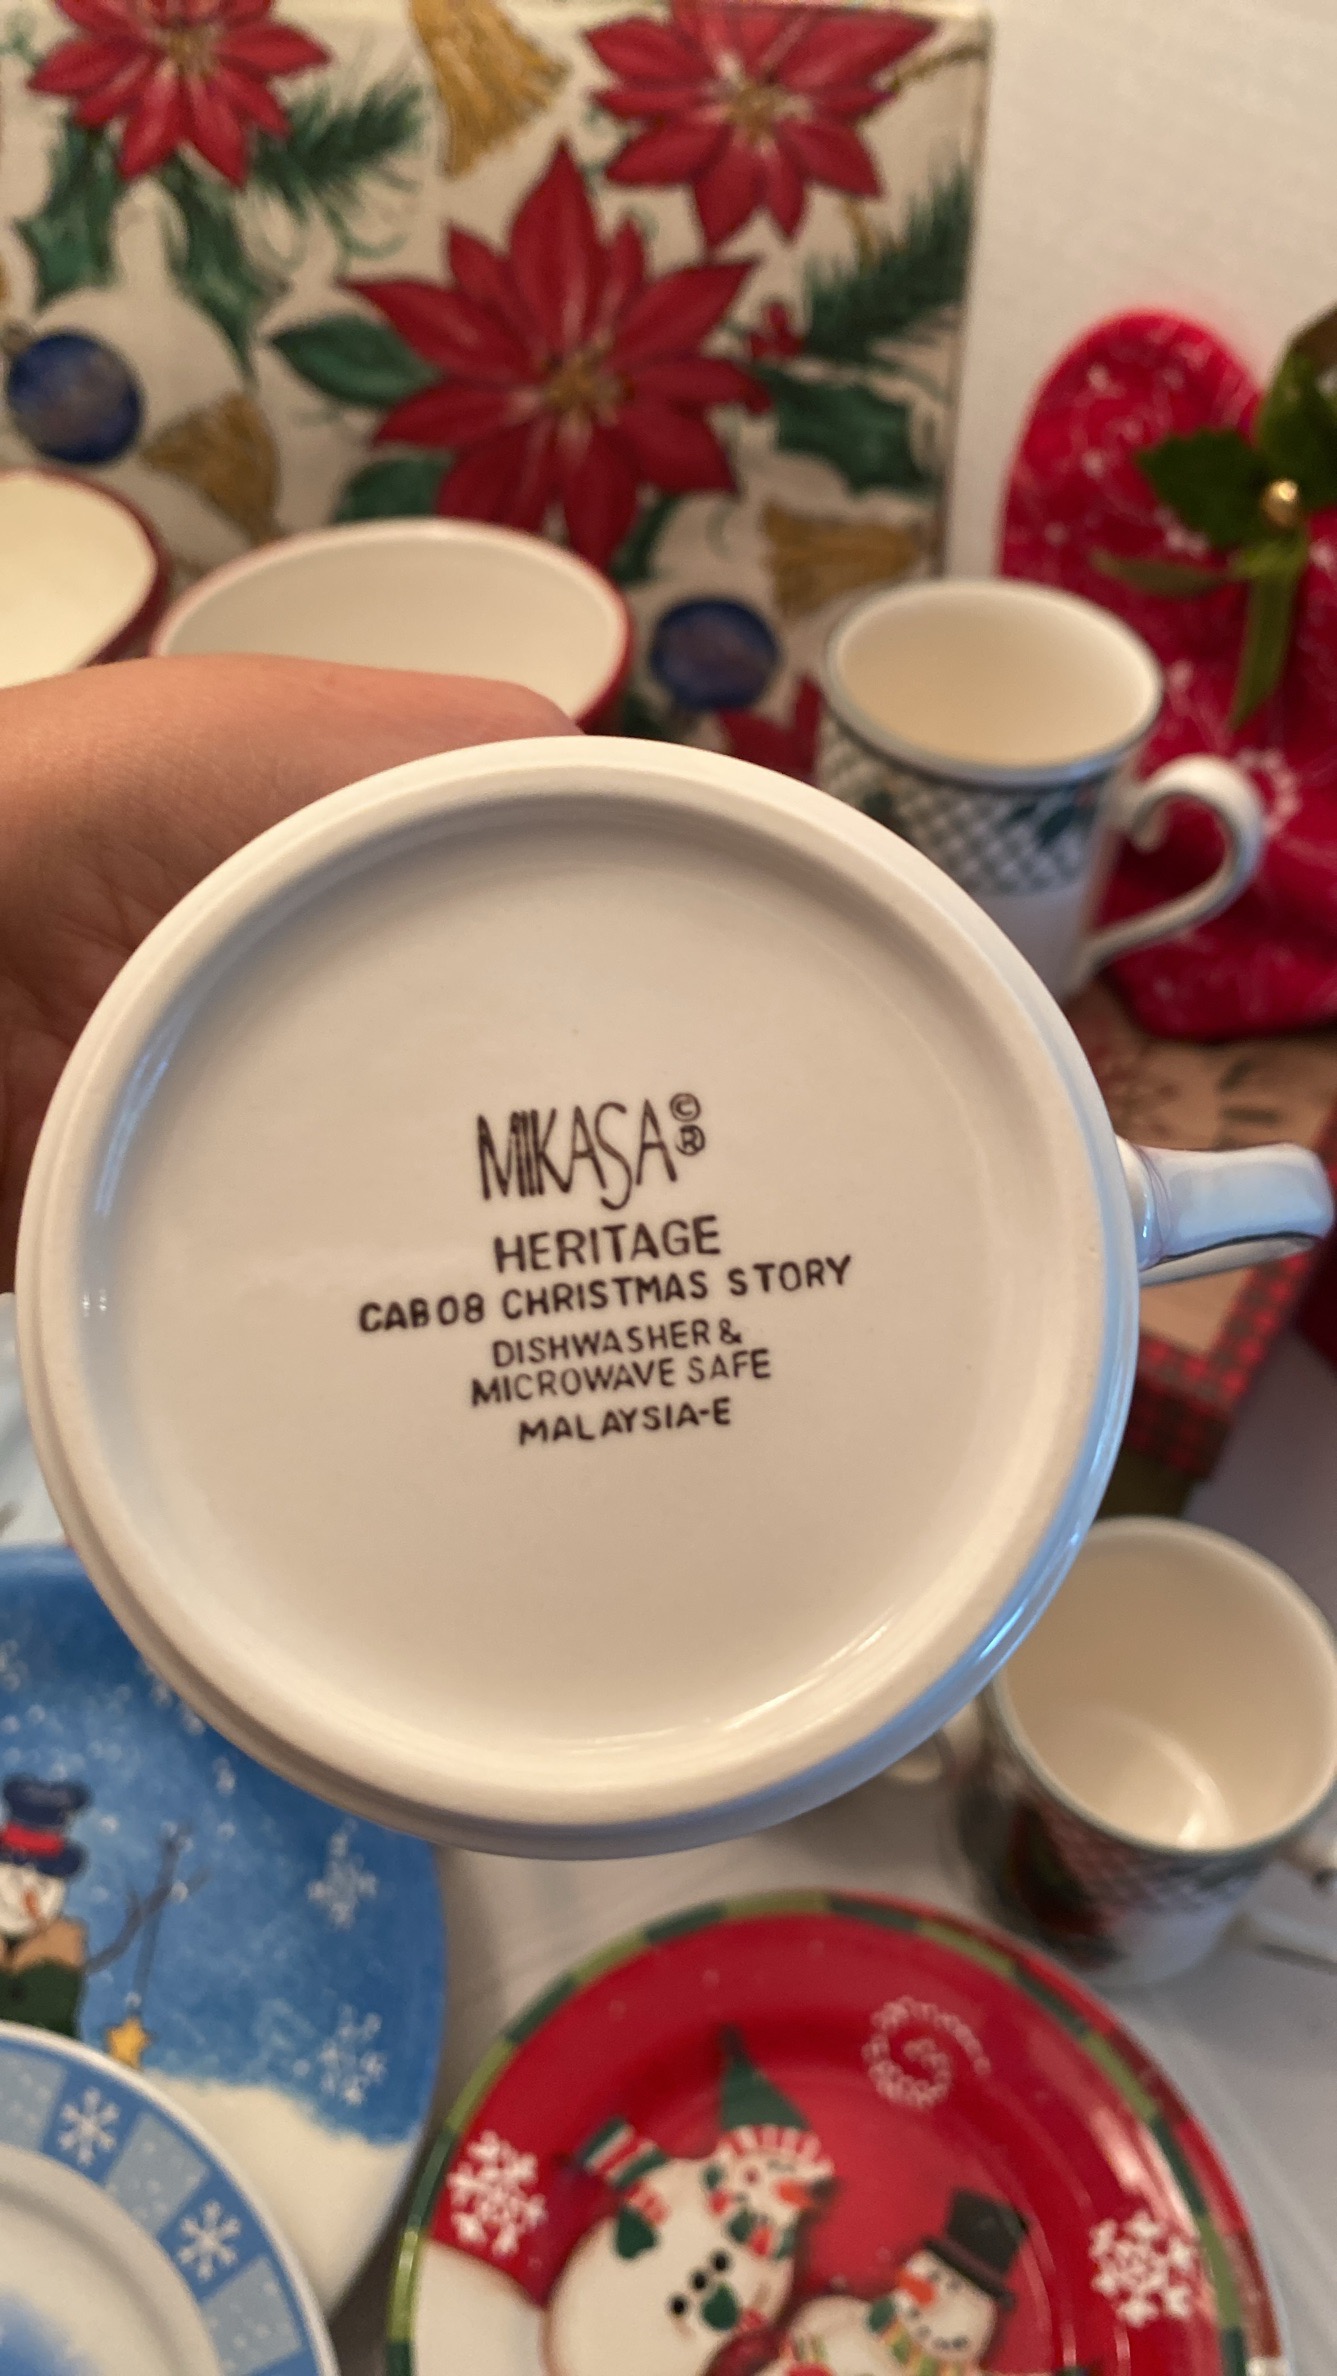 MIKASA©®
HERITAGE
CAB08 CHRISTMAS STORY
DISHWASHER &
MICROWAVE SAFE
MALAYSIA-E